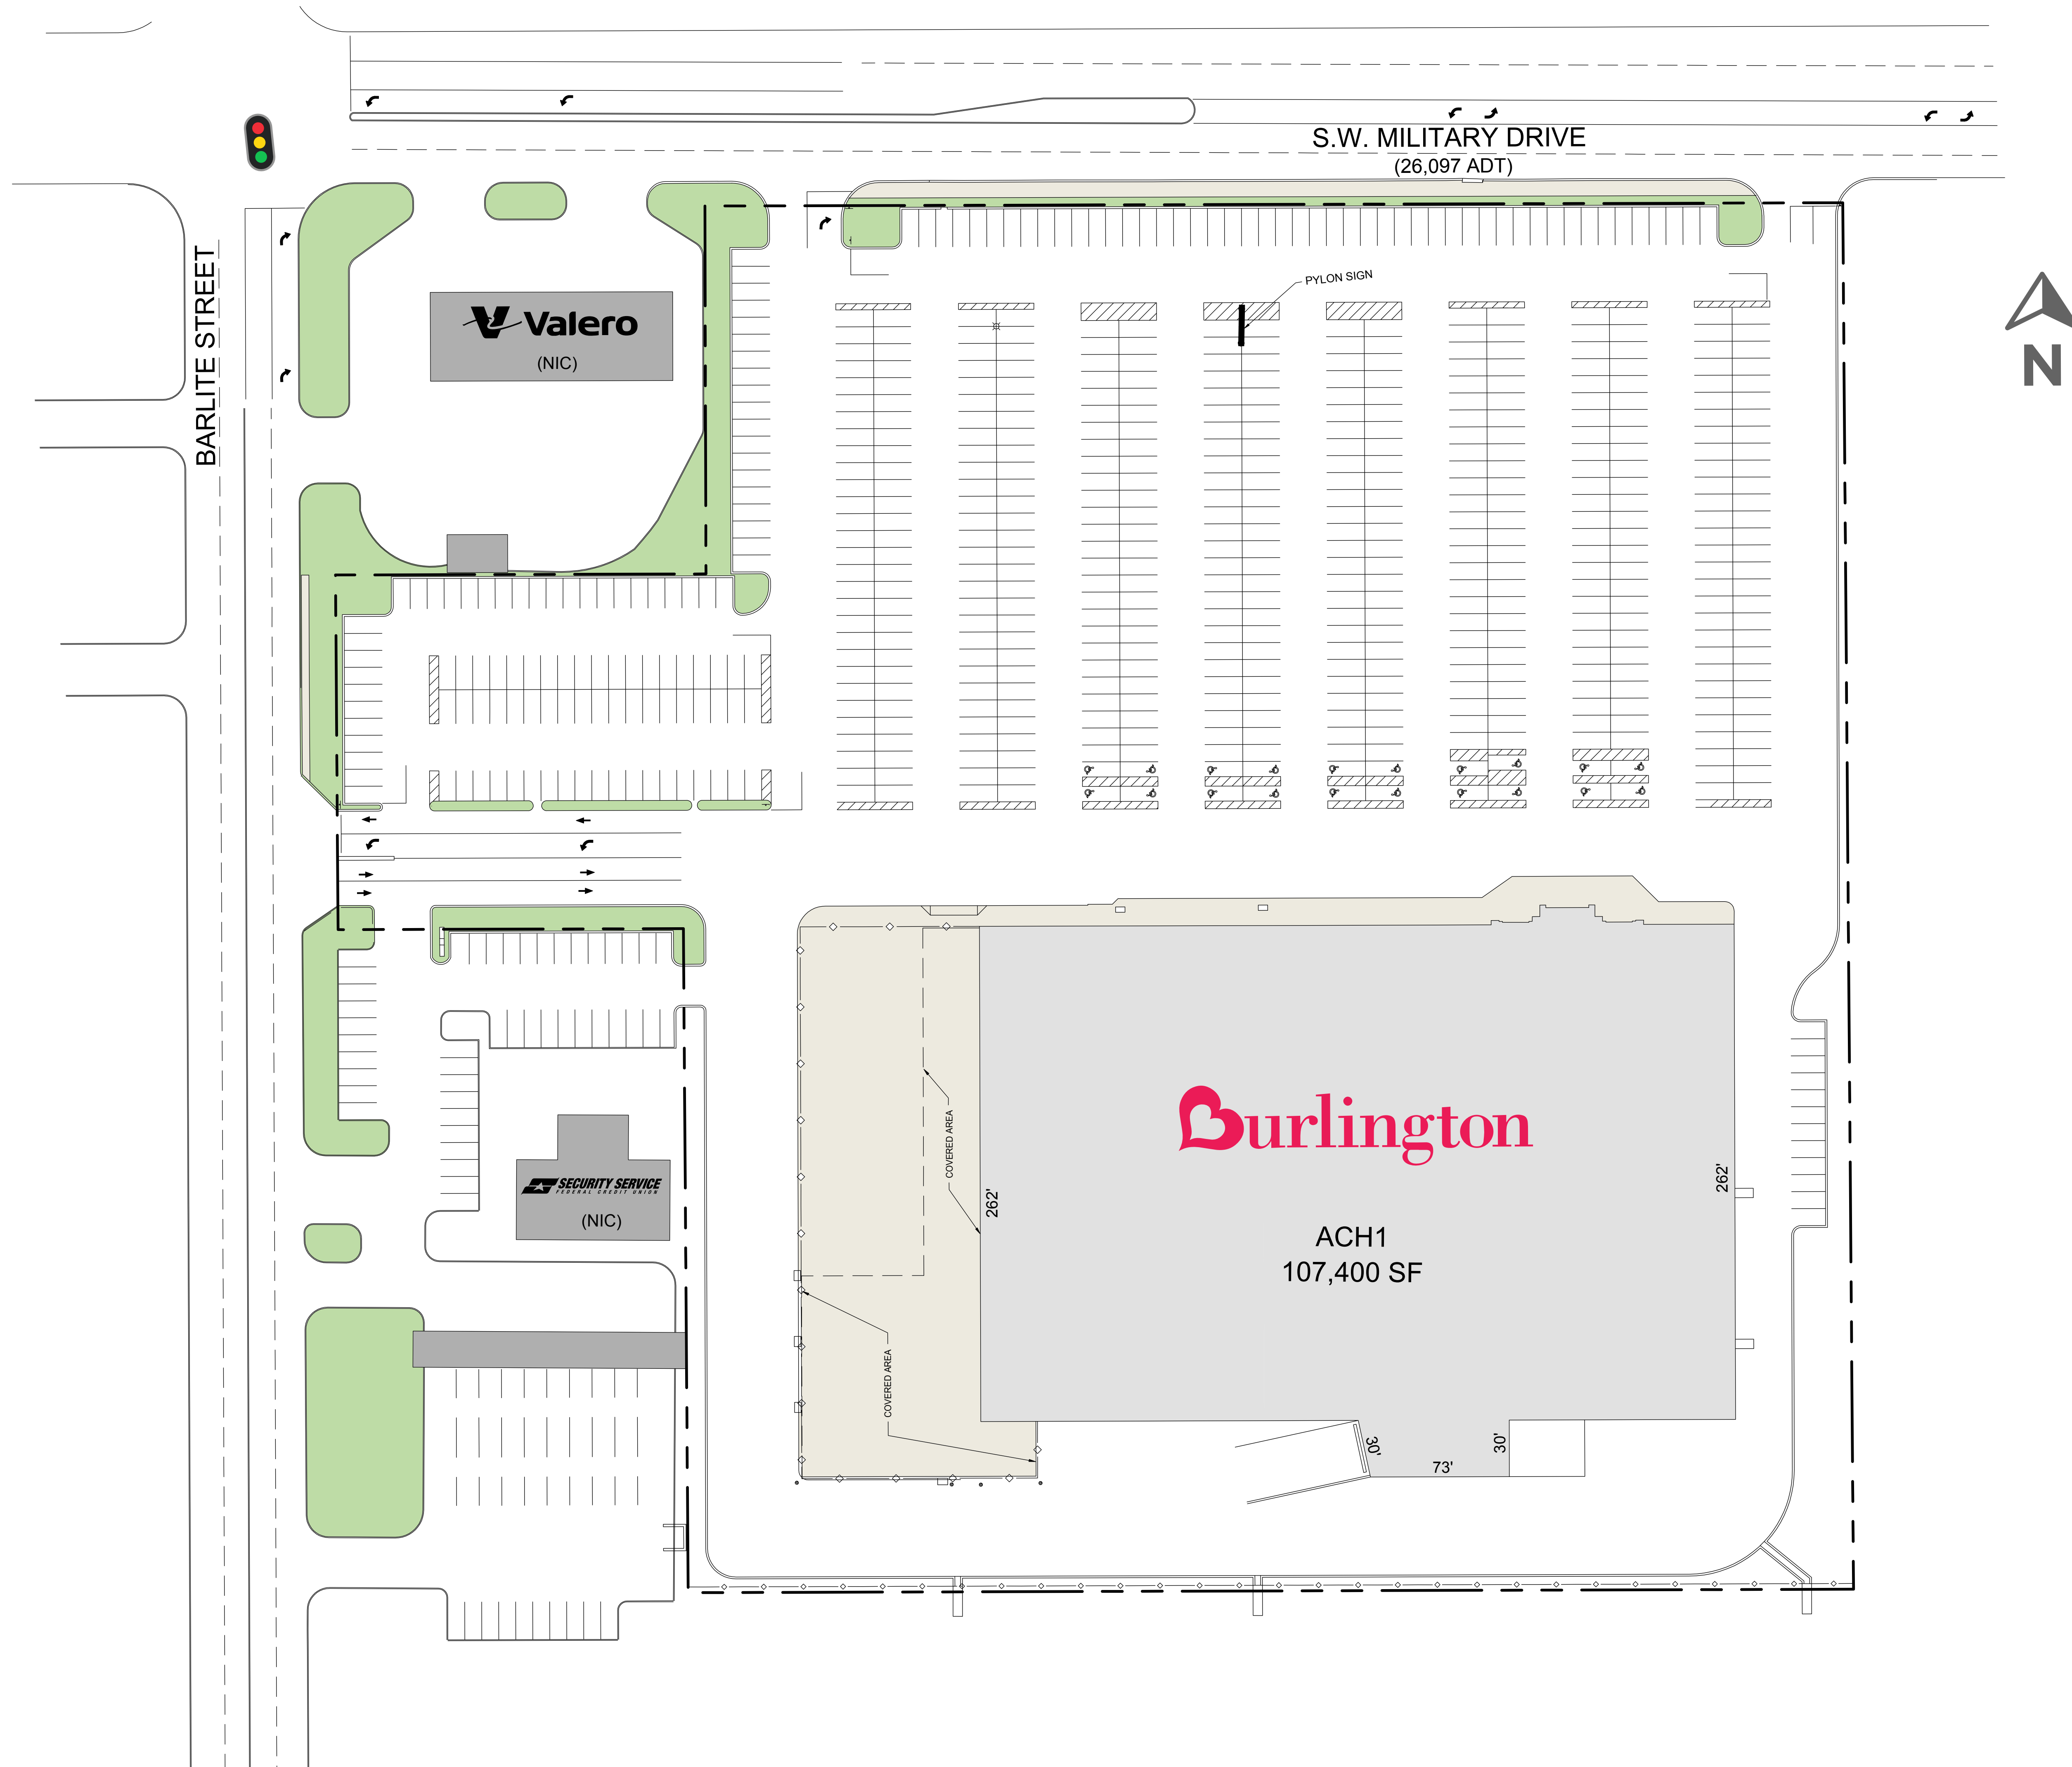 S.W. MILITARY DRIVE
(26,097 ADT)
BARLITE STREET
PYLON SIGN
Valero
(NIC)
N
COVERED AREA
262'
262'
Burlington
SECURITY SERVICE
FEDERAL CREDIT UNION
(NIC)
ACH1
107,400 SF
COVERED AREA
30'
30'
73'